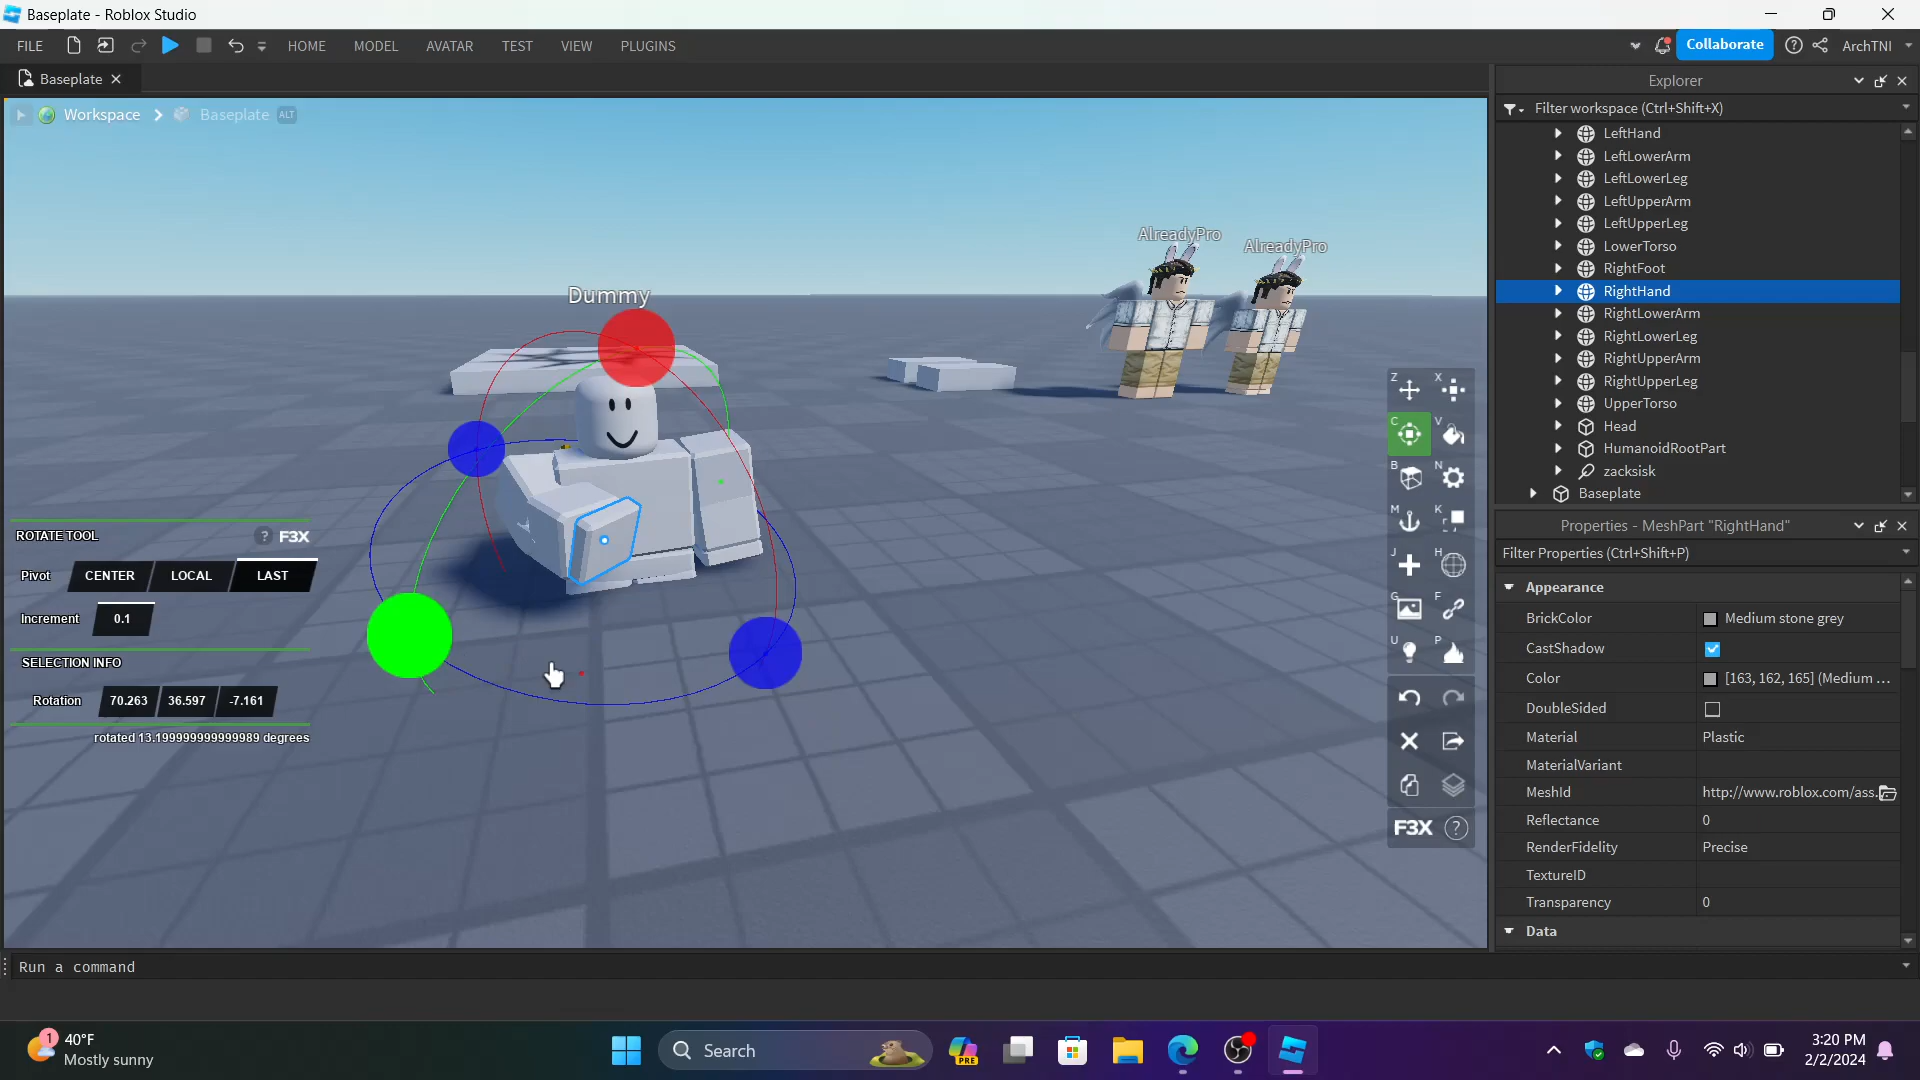 Baseplate - Roblox Studio
FILE HOME MODEL AVATAR TEST VIEW PLUGINS Collaborate ArchTNI
Baseplate
Workspace Baseplate ALT
Dummy
AlreadyPro AlreadyPro
ROTATE TOOL ? F3X
Pivot CENTER LOCAL LAST
Increment 0.1
SELECTION INFO
Rotation 70.263 36.597 -7.161
rotated 13.199999999999989 degrees
Z X
C V
B N
M K
J H
G F
U P
F3X ?
Explorer
Filter workspace (Ctrl+Shift+X)
LeftHand
LeftLowerArm
LeftLowerLeg
LeftUpperArm
LeftUpperLeg
LowerTorso
RightFoot
RightHand
RightLowerArm
RightLowerLeg
RightUpperArm
RightUpperLeg
UpperTorso
Head
HumanoidRootPart
zacksisk
Baseplate
Properties - MeshPart "RightHand"
Filter Properties (Ctrl+Shift+P)
Appearance
BrickColor Medium stone grey
CastShadow
Color [163, 162, 165] (Medium ...
DoubleSided
Material Plastic
MaterialVariant
MeshId http://www.roblox.com/ass...
Reflectance 0
RenderFidelity Precise
TextureID
Transparency 0
Data
Run a command
1 40°F
Mostly sunny
Search
PRE
3:20 PM
2/2/2024